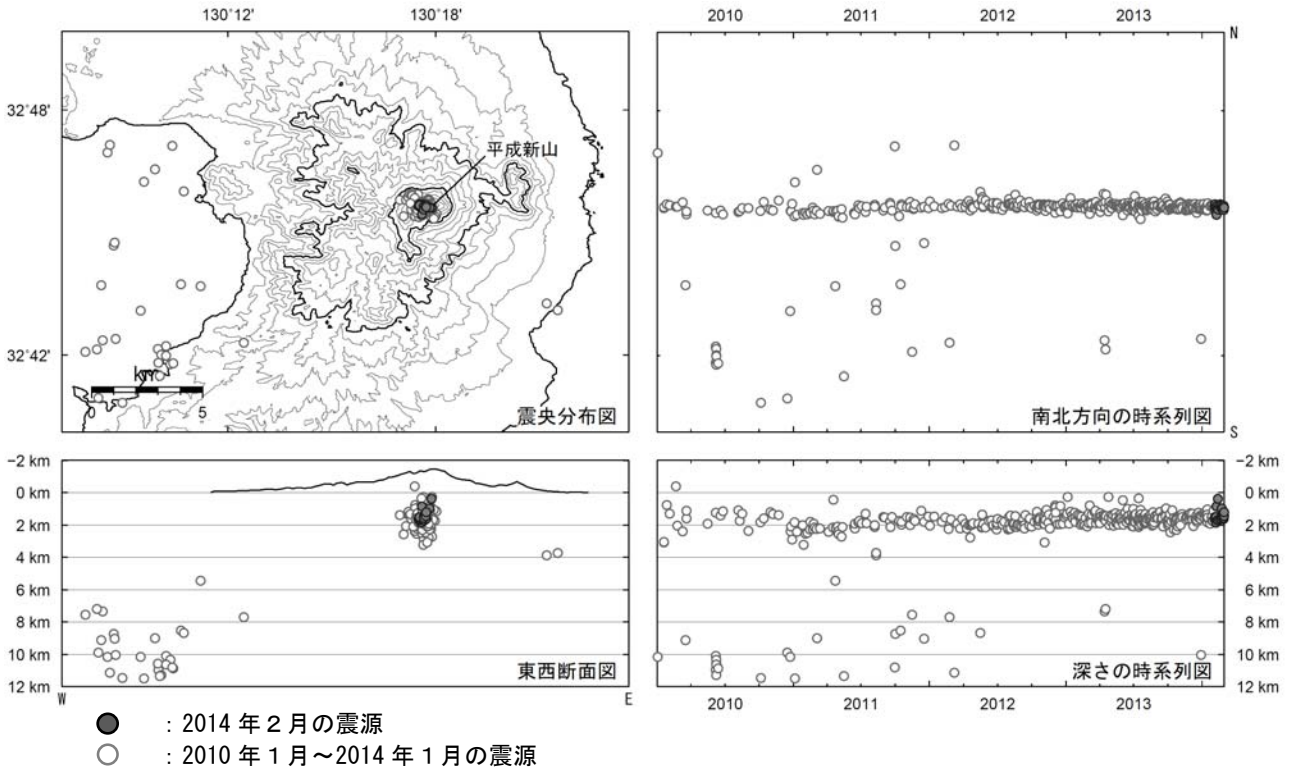 130°12′ 130°18′
2010 2011 2012 2013
N
32°48′
平成新山
32°42′
km
5
震央分布図
南北方向の時系列図
S
-2 km
0 km
2 km
4 km
6 km
8 km
10 km
12 km
東西断面図
W E
-2 km
0 km
2 km
4 km
6 km
8 km
10 km
12 km
深さの時系列図
2010 2011 2012 2013
：2014 年２月の震源
：2010 年１月～2014 年１月の震源